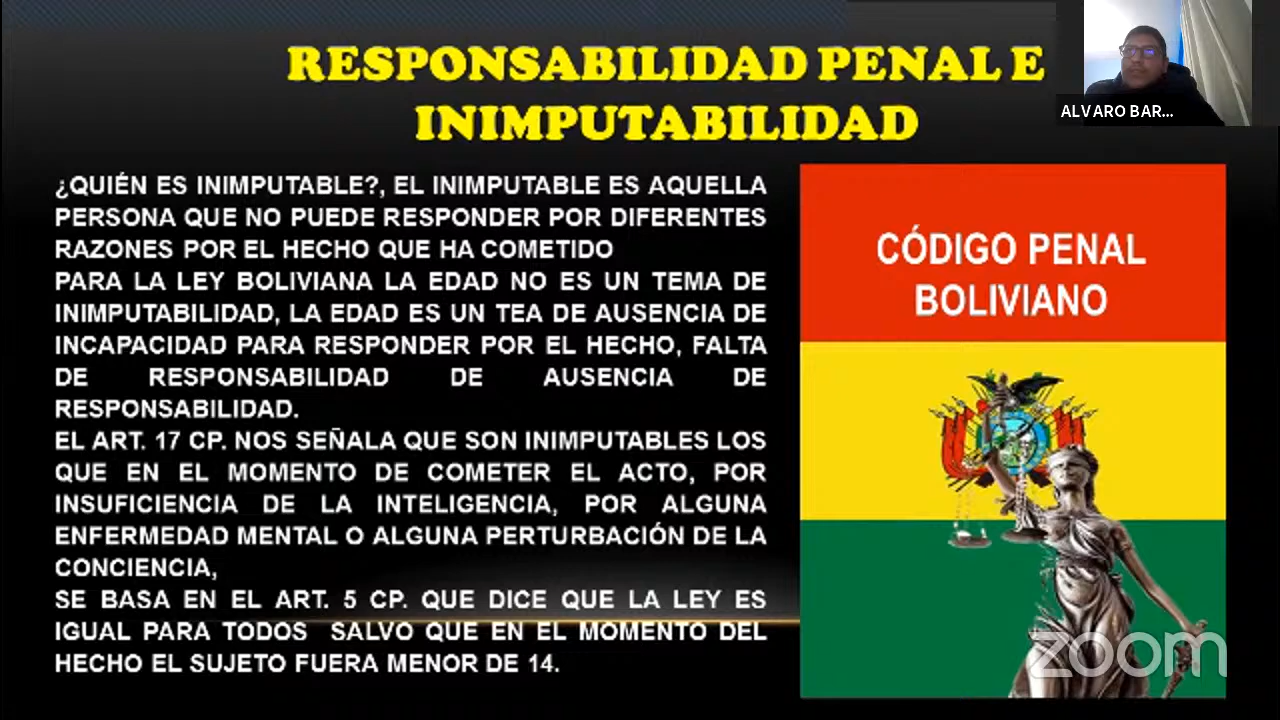 RESPONSABILIDAD PENAL E
INIMPUTABILIDAD
ALVARO BAR...
¿QUIÉN ES INIMPUTABLE?, EL INIMPUTABLE ES AQUELLA
PERSONA QUE NO PUEDE RESPONDER POR DIFERENTES
RAZONES POR EL HECHO QUE HA COMETIDO
PARA LA LEY BOLIVIANA LA EDAD NO ES UN TEMA DE
INIMPUTABILIDAD, LA EDAD ES UN TEA DE AUSENCIA DE
INCAPACIDAD PARA RESPONDER POR EL HECHO, FALTA
DE RESPONSABILIDAD DE AUSENCIA DE
RESPONSABILIDAD.
EL ART. 17 CP. NOS SEÑALA QUE SON INIMPUTABLES LOS
QUE EN EL MOMENTO DE COMETER EL ACTO, POR
INSUFICIENCIA DE LA INTELIGENCIA, POR ALGUNA
ENFERMEDAD MENTAL O ALGUNA PERTURBACIÓN DE LA
CONCIENCIA,
SE BASA EN EL ART. 5 CP. QUE DICE QUE LA LEY ES
IGUAL PARA TODOS SALVO QUE EN EL MOMENTO DEL
HECHO EL SUJETO FUERA MENOR DE 14.
CÓDIGO PENAL
BOLIVIANO
zoom